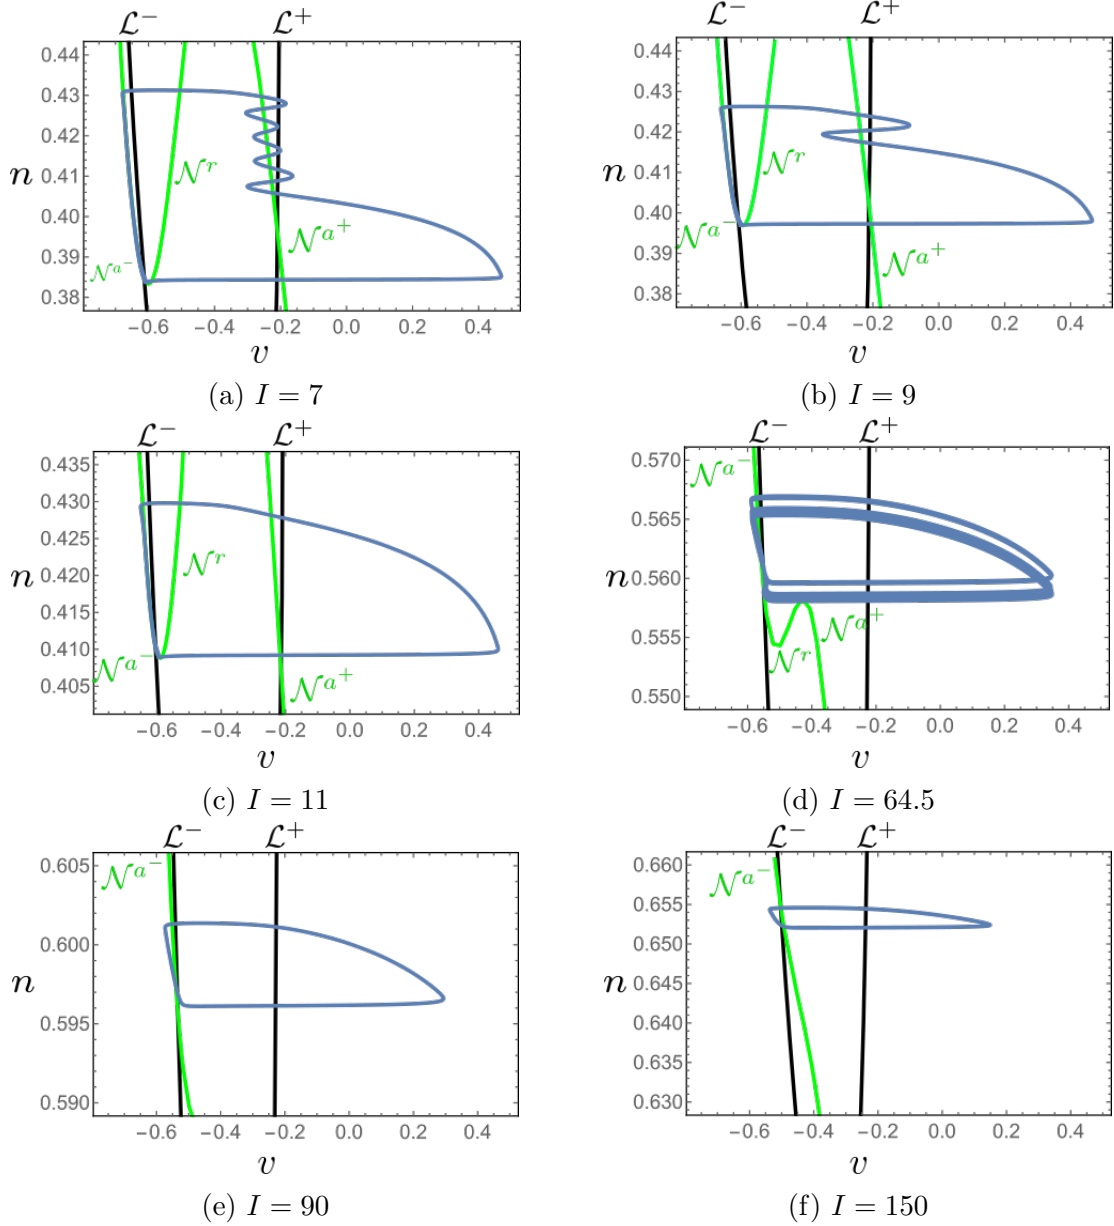 ℒ⁻ ℒ⁺
0.44
0.43
0.42
0.41
0.40
0.39
0.38
n
𝒩ʳ
𝒩ᵃ⁺
𝒩ᵃ⁻
−0.6 −0.4 −0.2 0.0 0.2 0.4
v
(a) I = 7
ℒ⁻ ℒ⁺
0.44
0.43
0.42
0.41
0.40
0.39
0.38
n
𝒩ʳ
𝒩ᵃ⁻
𝒩ᵃ⁺
−0.6 −0.4 −0.2 0.0 0.2 0.4
v
(b) I = 9
ℒ⁻ ℒ⁺
0.435
0.430
0.425
0.420
0.415
0.410
0.405
n
𝒩ʳ
𝒩ᵃ⁻
𝒩ᵃ⁺
−0.6 −0.4 −0.2 0.0 0.2 0.4
v
(c) I = 11
ℒ⁻ ℒ⁺
0.570
0.565
0.560
0.555
0.550
n
𝒩ᵃ⁻
𝒩ᵃ⁺
𝒩ʳ
−0.6 −0.4 −0.2 0.0 0.2 0.4
v
(d) I = 64.5
ℒ⁻ ℒ⁺
0.605
0.600
0.595
0.590
n
𝒩ᵃ⁻
−0.6 −0.4 −0.2 0.0 0.2 0.4
v
(e) I = 90
ℒ⁻ ℒ⁺
0.660
0.655
0.650
0.645
0.640
0.635
0.630
n
𝒩ᵃ⁻
−0.6 −0.4 −0.2 0.0 0.2 0.4
v
(f) I = 150